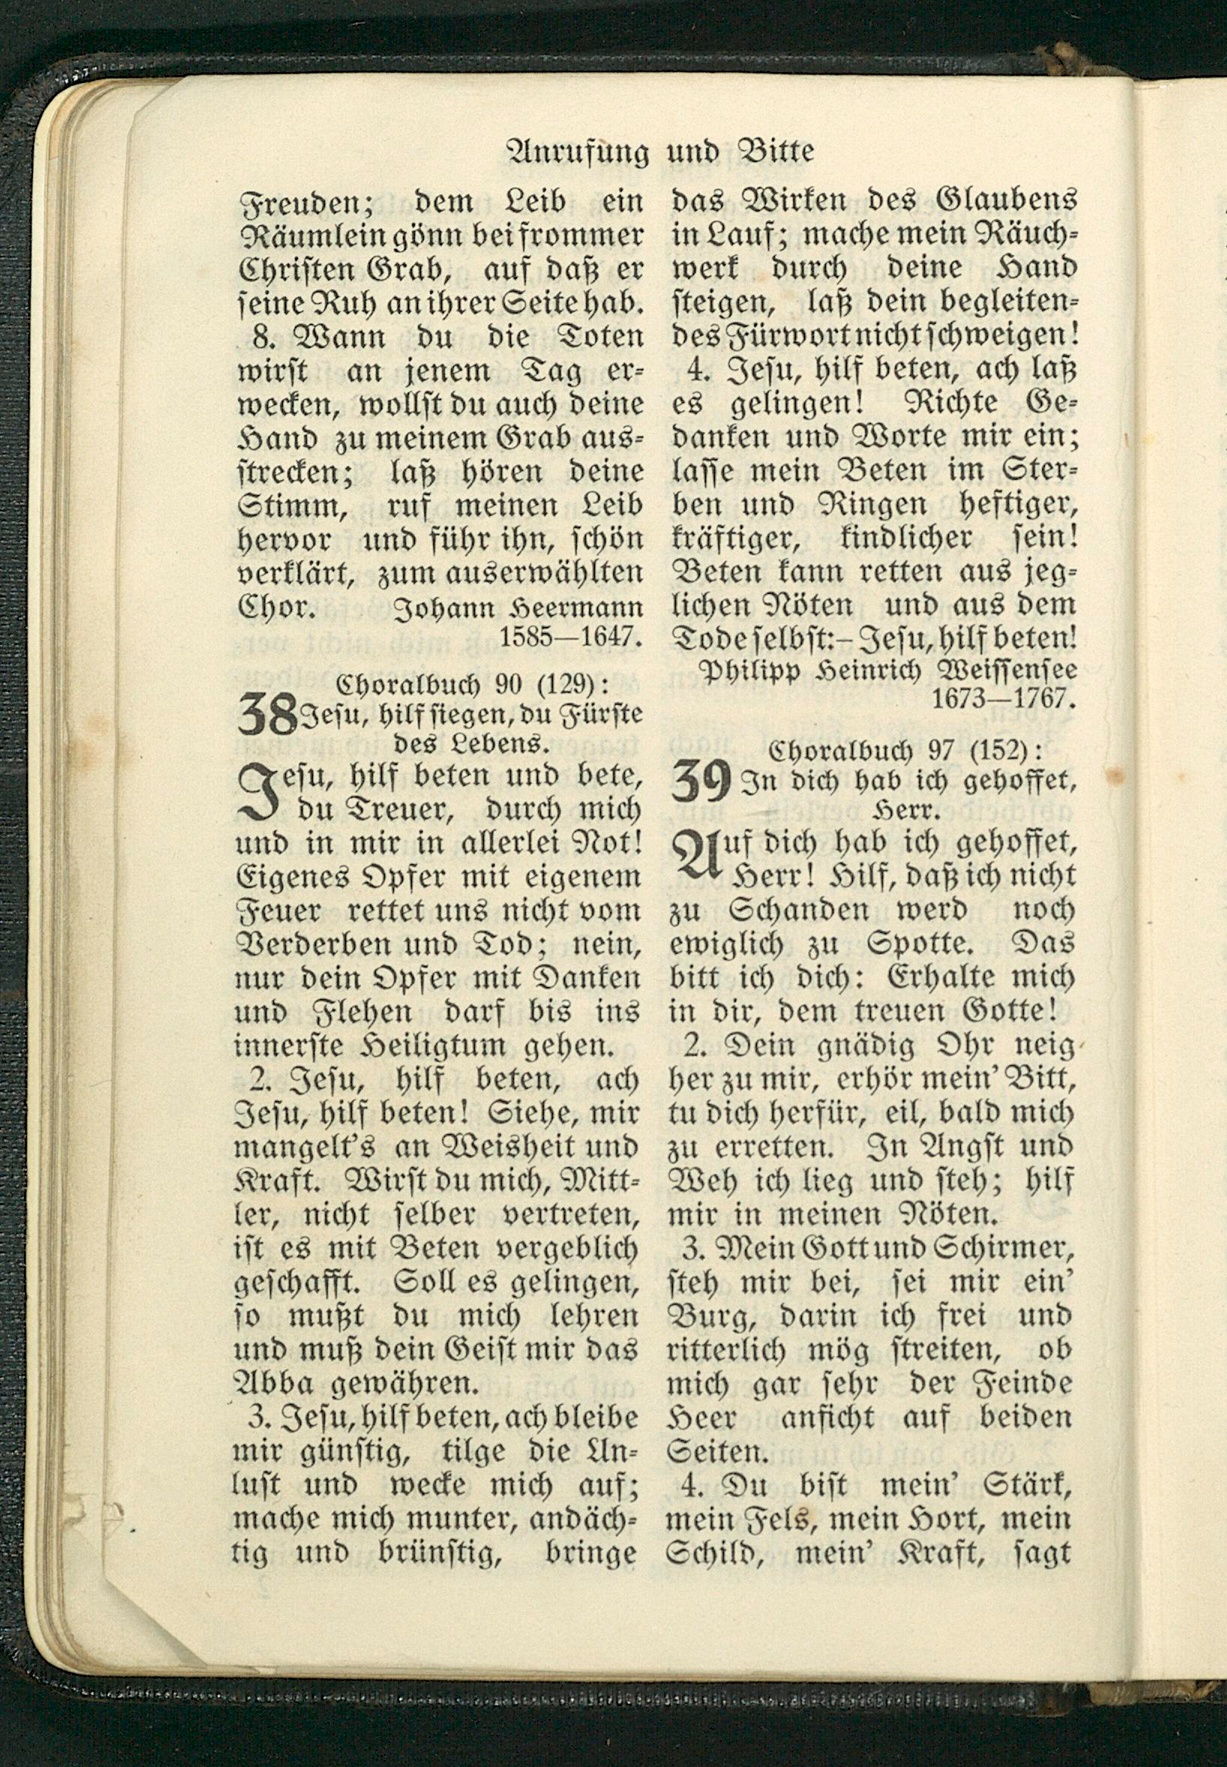 Anrufung und Bitte
Freuden; dem Leib ein
Räumlein gönn bei frommer
Christen Grab, auf daß er
seine Ruh an ihrer Seite hab.
8. Wann du die Toten
wirst an jenem Tag er-
wecken, wollst du auch deine
Hand zu meinem Grab aus-
strecken; laß hören deine
Stimm, ruf meinen Leib
hervor und führ ihn, schön
verklärt, zum auserwählten
Chor. Johann Heermann
1585—1647.
Choralbuch 90 (129):
38 Jesu, hilf siegen, du Fürste
des Lebens.
Jesu, hilf beten und bete,
du Treuer, durch mich
und in mir in allerlei Not!
Eigenes Opfer mit eigenem
Feuer rettet uns nicht vom
Verderben und Tod; nein,
nur dein Opfer mit Danken
und Flehen darf bis ins
innerste Heiligtum gehen.
2. Jesu, hilf beten, ach
Jesu, hilf beten! Siehe, mir
mangelt's an Weisheit und
Kraft. Wirst du mich, Mitt-
ler, nicht selber vertreten,
ist es mit Beten vergeblich
geschafft. Soll es gelingen,
so mußt du mich lehren
und muß dein Geist mir das
Abba gewähren.
3. Jesu, hilf beten, ach bleibe
mir günstig, tilge die Un-
lust und wecke mich auf;
mache mich munter, andäch-
tig und brünstig, bringe
das Wirken des Glaubens
in Lauf; mache mein Räuch-
werk durch deine Hand
steigen, laß dein begleiten-
des Fürwort nicht schweigen!
4. Jesu, hilf beten, ach laß
es gelingen! Richte Ge-
danken und Worte mir ein;
lasse mein Beten im Ster-
ben und Ringen heftiger,
kräftiger, kindlicher sein!
Beten kann retten aus jeg-
lichen Nöten und aus dem
Tode selbst:– Jesu, hilf beten!
Philipp Heinrich Weissensee
1673—1767.
Choralbuch 97 (152):
39 In dich hab ich gehoffet,
Herr.
Auf dich hab ich gehoffet,
Herr! Hilf, daß ich nicht
zu Schanden werd noch
ewiglich zu Spotte. Das
bitt ich dich: Erhalte mich
in dir, dem treuen Gotte!
2. Dein gnädig Ohr neig
her zu mir, erhör mein' Bitt,
tu dich herfür, eil, bald mich
zu erretten. In Angst und
Weh ich lieg und steh; hilf
mir in meinen Nöten.
3. Mein Gott und Schirmer,
steh mir bei, sei mir ein'
Burg, darin ich frei und
ritterlich mög streiten, ob
mich gar sehr der Feinde
Heer anficht auf beiden
Seiten.
4. Du bist mein' Stärk,
mein Fels, mein Hort, mein
Schild, mein' Kraft, sagt